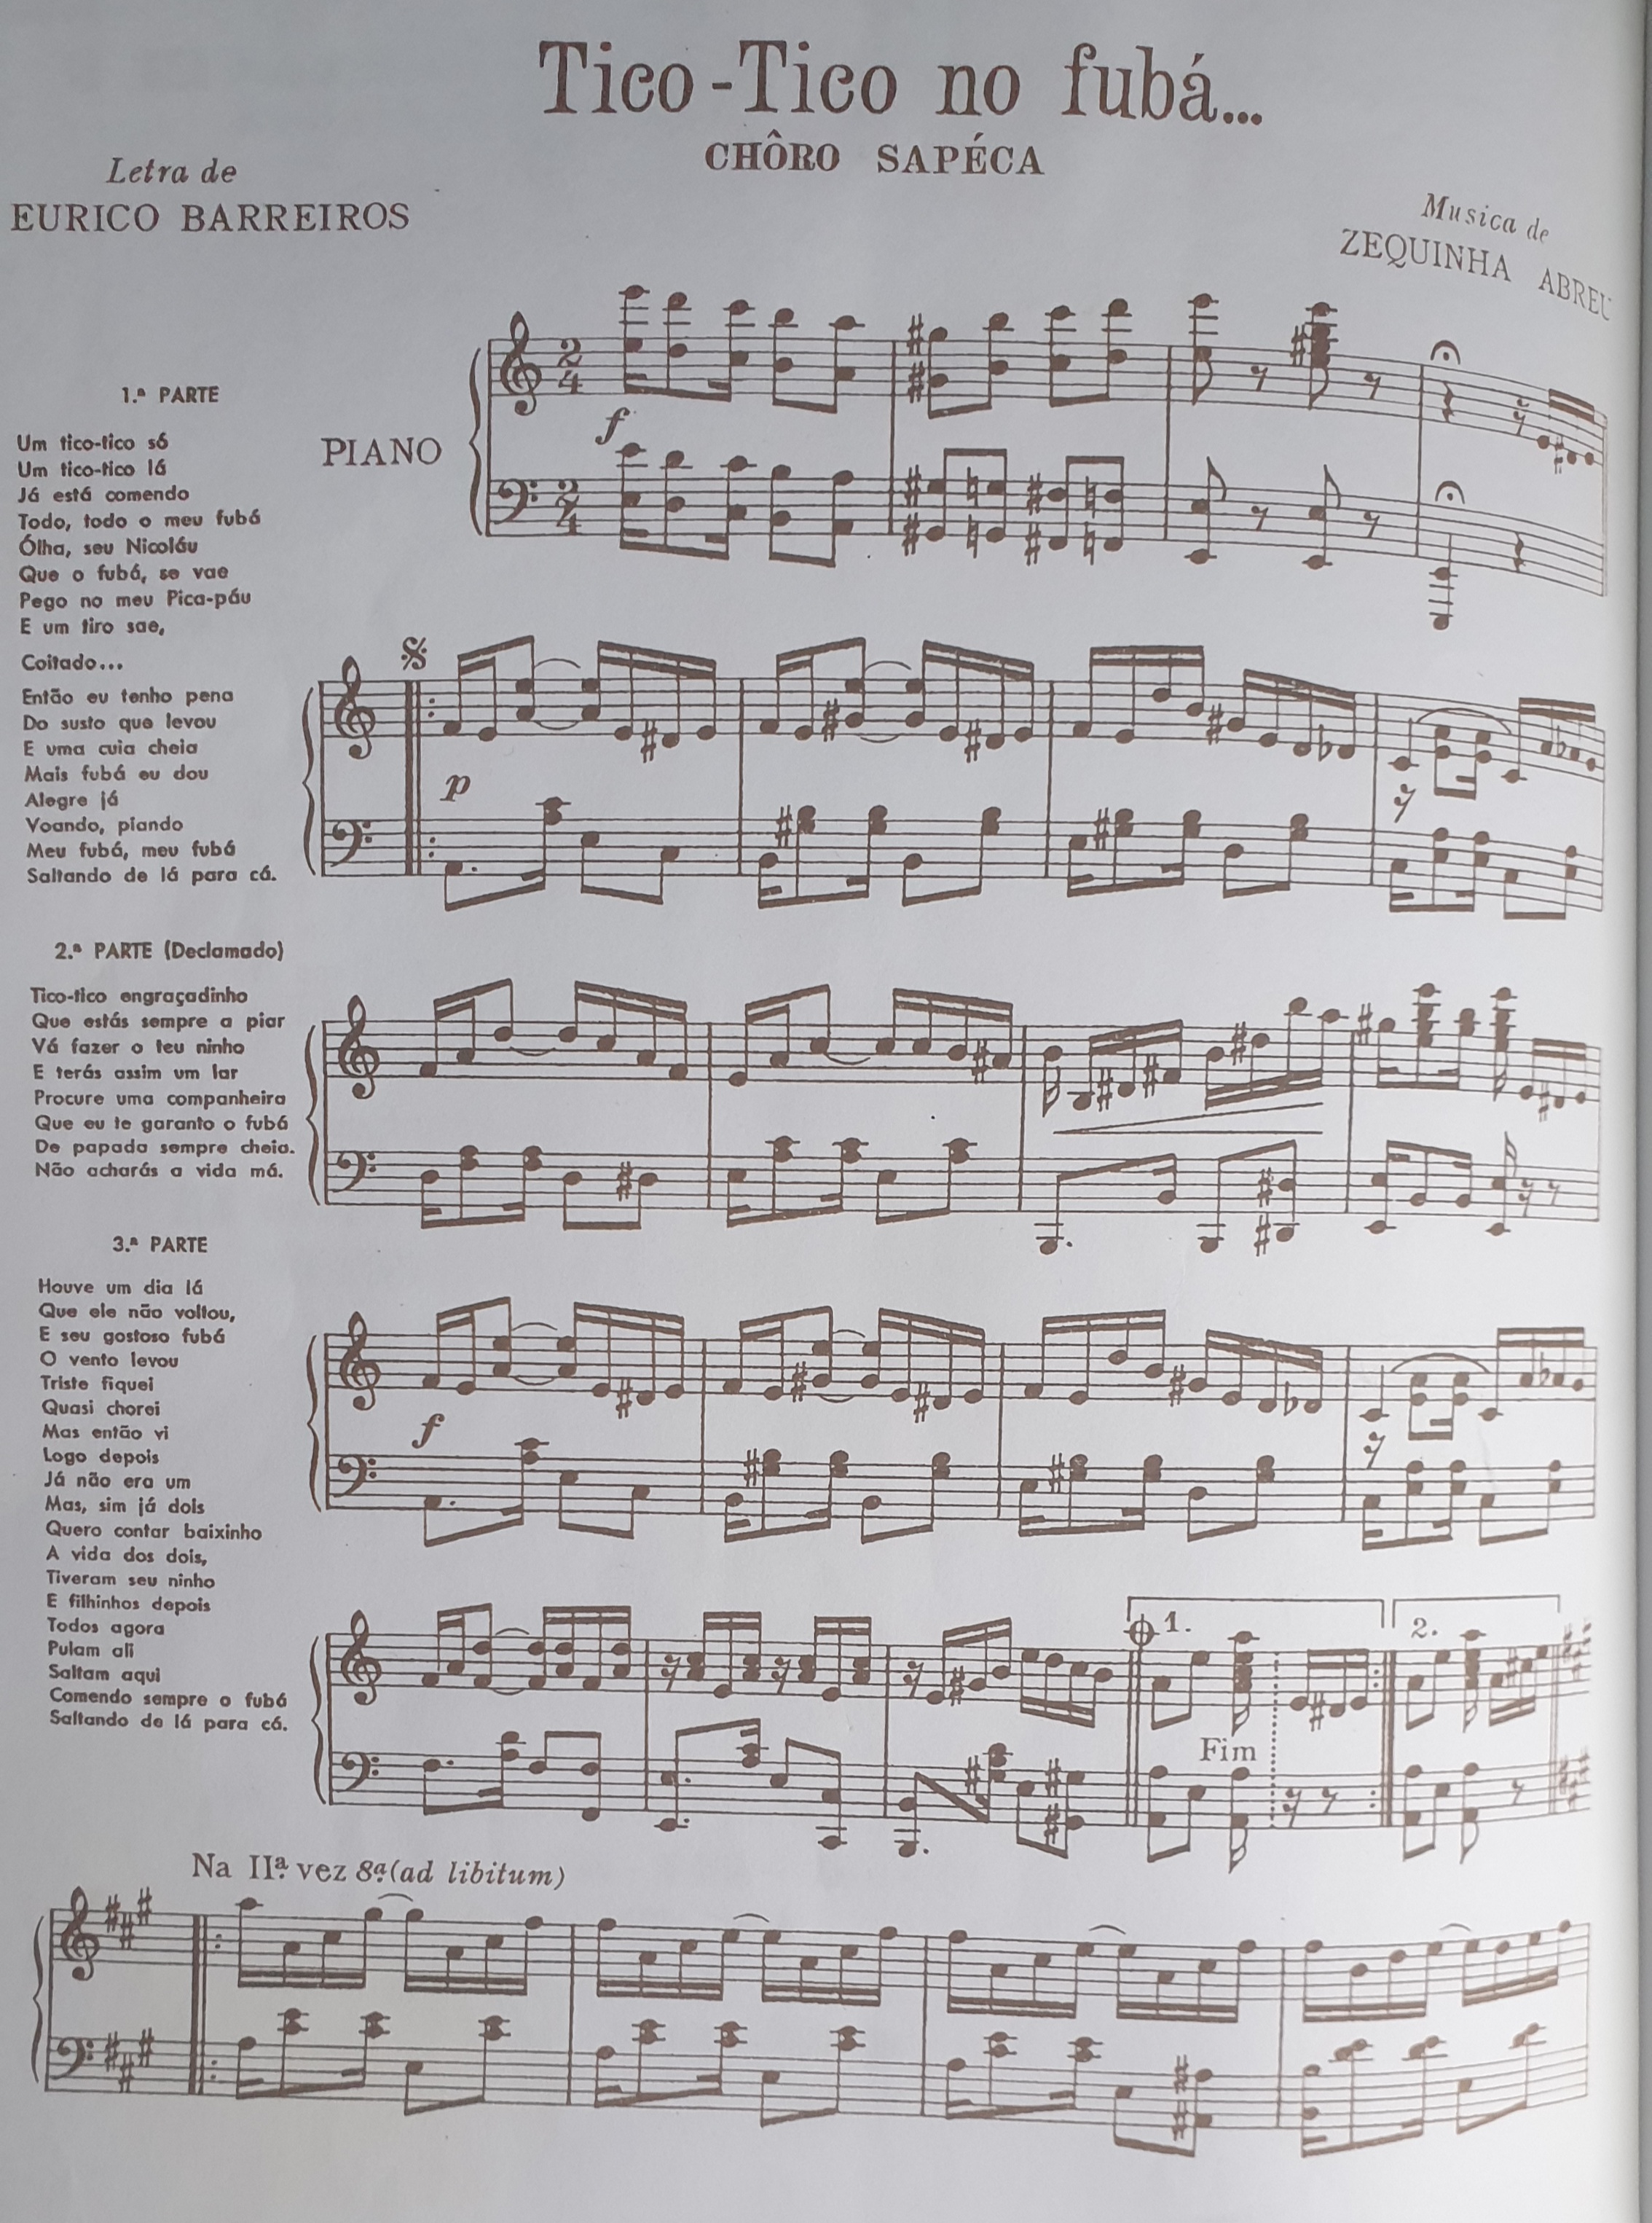 Tico-Tico no fubá...
CHÔRO SAPÉCA
Letra de
EURICO BARREIROS
Musica de
ZEQUINHA ABREU
PIANO
1.ª PARTE
Um tico-tico só
Um tico-tico lá
Já está comendo
Todo, todo o meu fubá
Ólha, seu Nicoláu
Que o fubá, se vae
Pego no meu Pica-páu
E um tiro sae,
Coitado...
Então eu tenho pena
Do susto que levou
E uma cuia cheia
Mais fubá eu dou
Alegre já
Voando, piando
Meu fubá, meu fubá
Saltando de lá para cá.
2.ª PARTE (Declamado)
Tico-tico engraçadinho
Que estás sempre a piar
Vá fazer o teu ninho
E terás assim um lar
Procure uma companheira
Que eu te garanto o fubá
De papada sempre cheia.
Não acharás a vida má.
3.ª PARTE
Houve um dia lá
Que ele não voltou,
E seu gostoso fubá
O vento levou
Triste fiquei
Quasi chorei
Mas então vi
Logo depois
Já não era um
Mas, sim já dois
Quero contar baixinho
A vida dos dois,
Tiveram seu ninho
E filhinhos depois
Todos agora
Pulam ali
Saltam aqui
Comendo sempre o fubá
Saltando de lá para cá.
2
4
f
2
4
p
f
1.
2.
Fim
Na IIª vez 8ª (ad libitum)